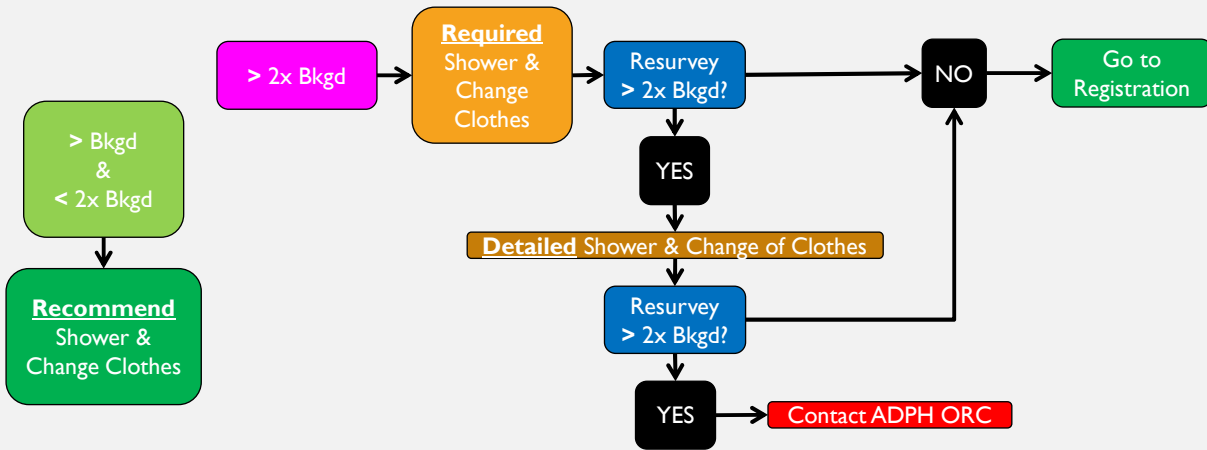 > 2x Bkgd
Required
Shower &
Change
Clothes
Resurvey
> 2x Bkgd?
NO
Go to
Registration
> Bkgd
&
< 2x Bkgd
YES
Detailed Shower & Change of Clothes
Recommend
Shower &
Change Clothes
Resurvey
> 2x Bkgd?
YES
Contact ADPH ORC